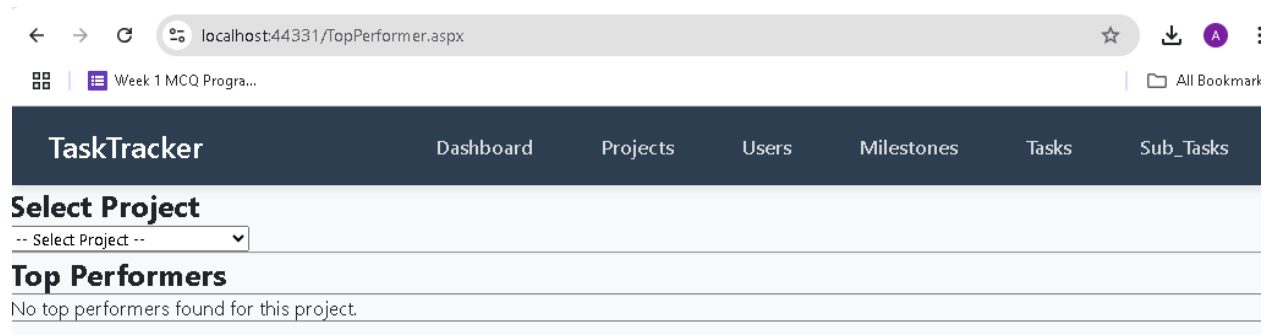 localhost:44331/TopPerformer.aspx
A
Week 1 MCQ Progra...
All Bookmark
TaskTracker Dashboard Projects Users Milestones Tasks Sub_Tasks
Select Project
-- Select Project --
Top Performers
No top performers found for this project.